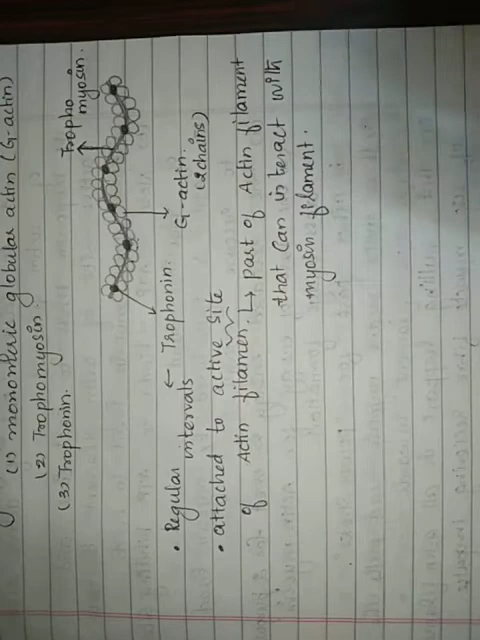 (1) monomeric globular actin (G-actin)
(2) Trophomyosin
(3) Trophonin.
Tropho
myosin.
G-actin.
(2 chains)
• Regular ← Trophonin.
intervals
• attached to active site
of Actin filamen. ↳ part of Actin filament
that can interact with
myosin filament.